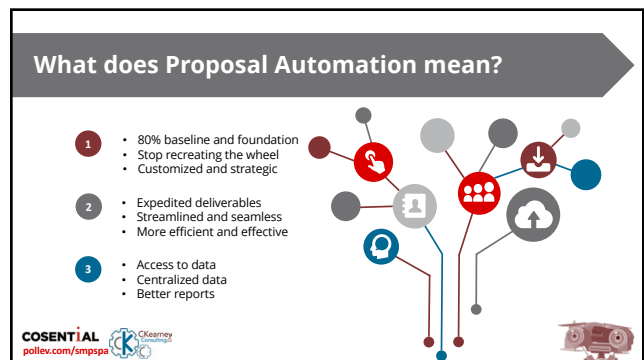 What does Proposal Automation mean?
1
• 80% baseline and foundation
• Stop recreating the wheel
• Customized and strategic
2
• Expedited deliverables
• Streamlined and seamless
• More efficient and effective
3
• Access to data
• Centralized data
• Better reports
COSENTiAL
pollev.com/smpspa
CK
CKearney
Consulting